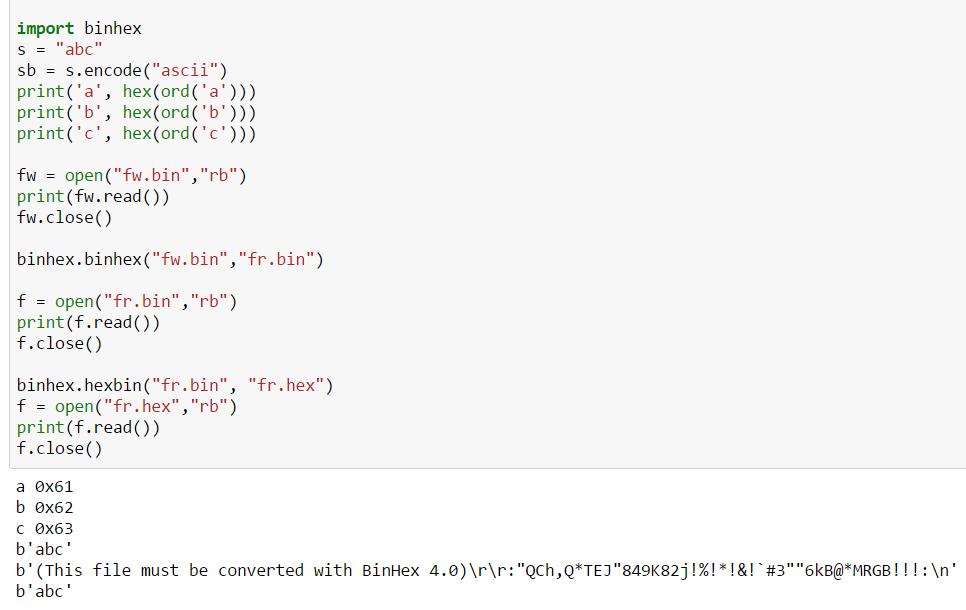 import binhex
s = "abc"
sb = s.encode("ascii")
print('a', hex(ord('a')))
print('b', hex(ord('b')))
print('c', hex(ord('c')))
fw = open("fw.bin","rb")
print(fw.read())
fw.close()
binhex.binhex("fw.bin","fr.bin")
f = open("fr.bin","rb")
print(f.read())
f.close()
binhex.hexbin("fr.bin", "fr.hex")
f = open("fr.hex","rb")
print(f.read())
f.close()
a 0x61
b 0x62
c 0x63
b'abc'
b'(This file must be converted with BinHex 4.0)\r\r:"QCh,Q*TEJ"849K82j!%!*!&!`#3""6kB@*MRGB!!!:\n'
b'abc'